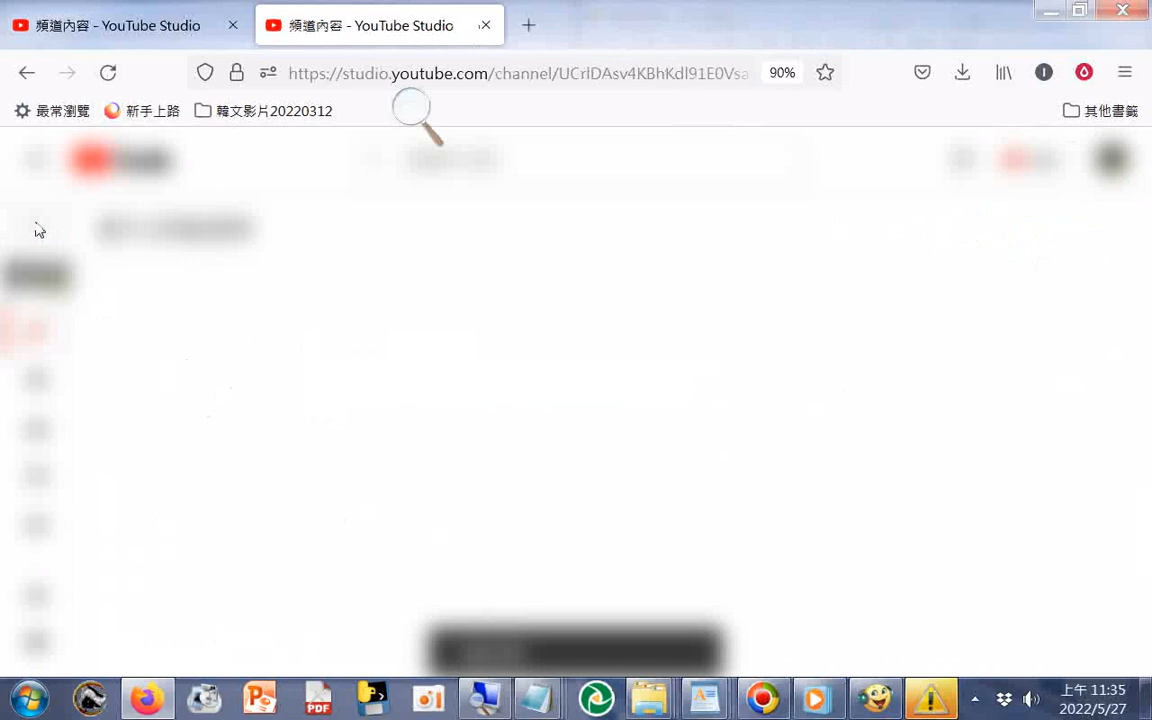 頻道內容 - YouTube Studio
頻道內容 - YouTube Studio
https://studio.youtube.com/channel/UCrlDAsv4KBhKdl91E0Vsa
90%
最常瀏覽
新手上路
韓文影片20220312
其他書籤
PDF
上午 11:35
2022/5/27